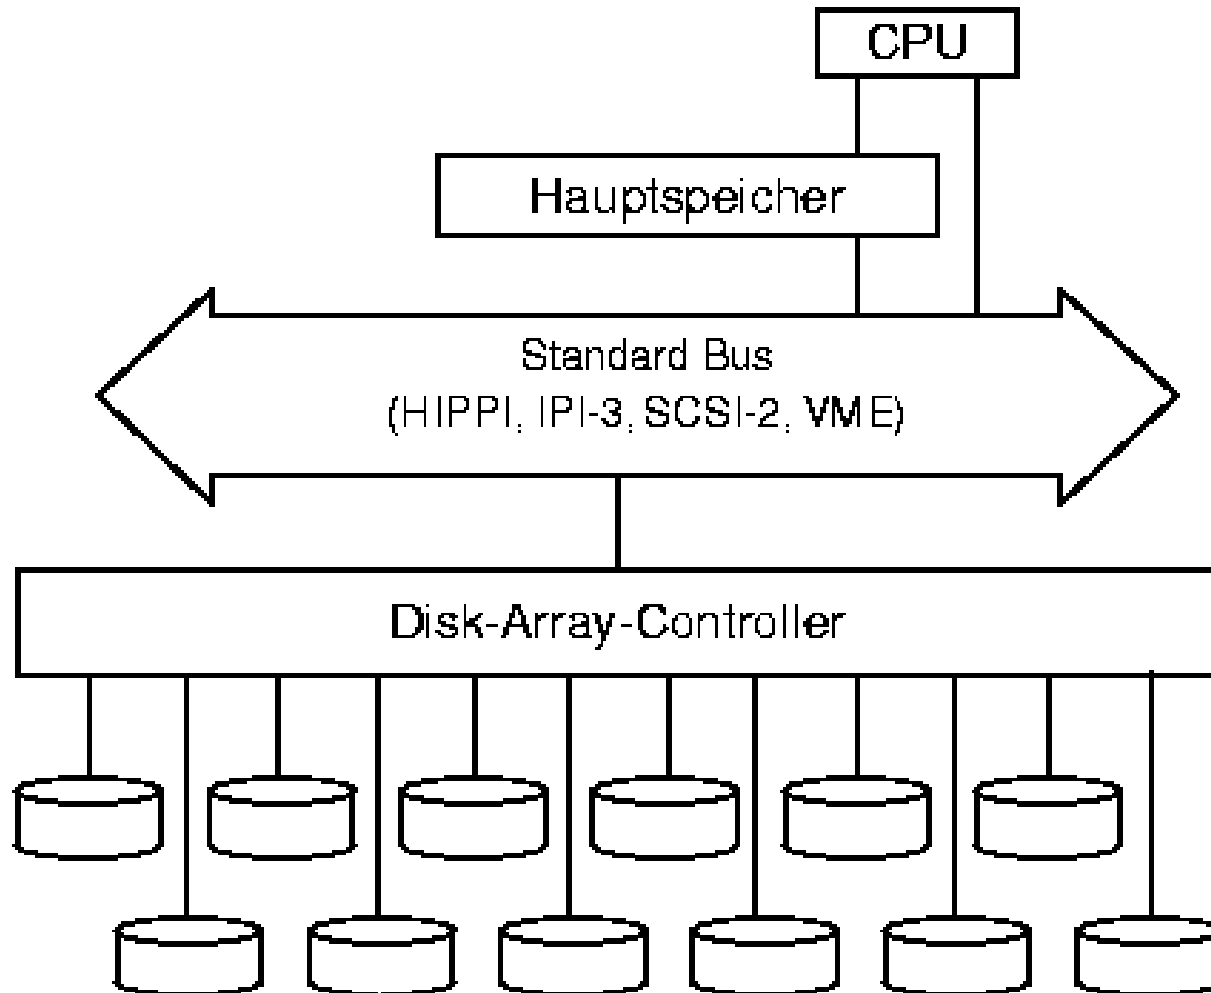 CPU
Hauptspeicher
Standard Bus
(HIPPI, IPI-3, SCSI-2, VME)
Disk-Array-Controller